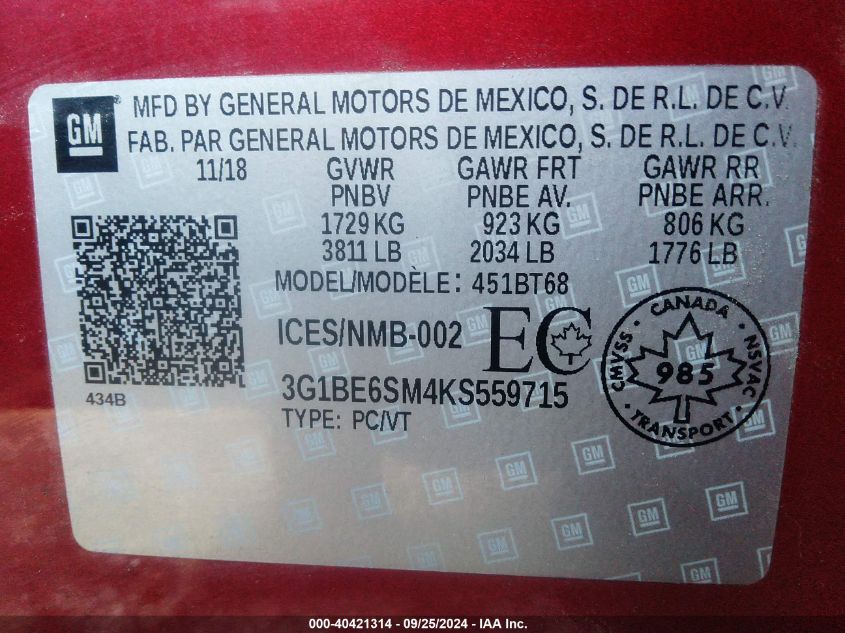 GM
MFD BY GENERAL MOTORS DE MEXICO, S. DE R.L. DE C.V.
FAB. PAR GENERAL MOTORS DE MEXICO, S. DE R.L. DE C.V.
11/18 GVWR GAWR FRT GAWR RR
PNBV PNBE AV. PNBE ARR.
1729 KG 923 KG 806 KG
3811 LB 2034 LB 1776 LB
MODEL/MODÈLE: 451BT68
ICES/NMB-002 EC
CANADA
CMVSS 985 NSVAC
TRANSPORT
3G1BE6SM4KS559715
434B
TYPE: PC/VT
000-40421314 - 09/25/2024 - IAA Inc.